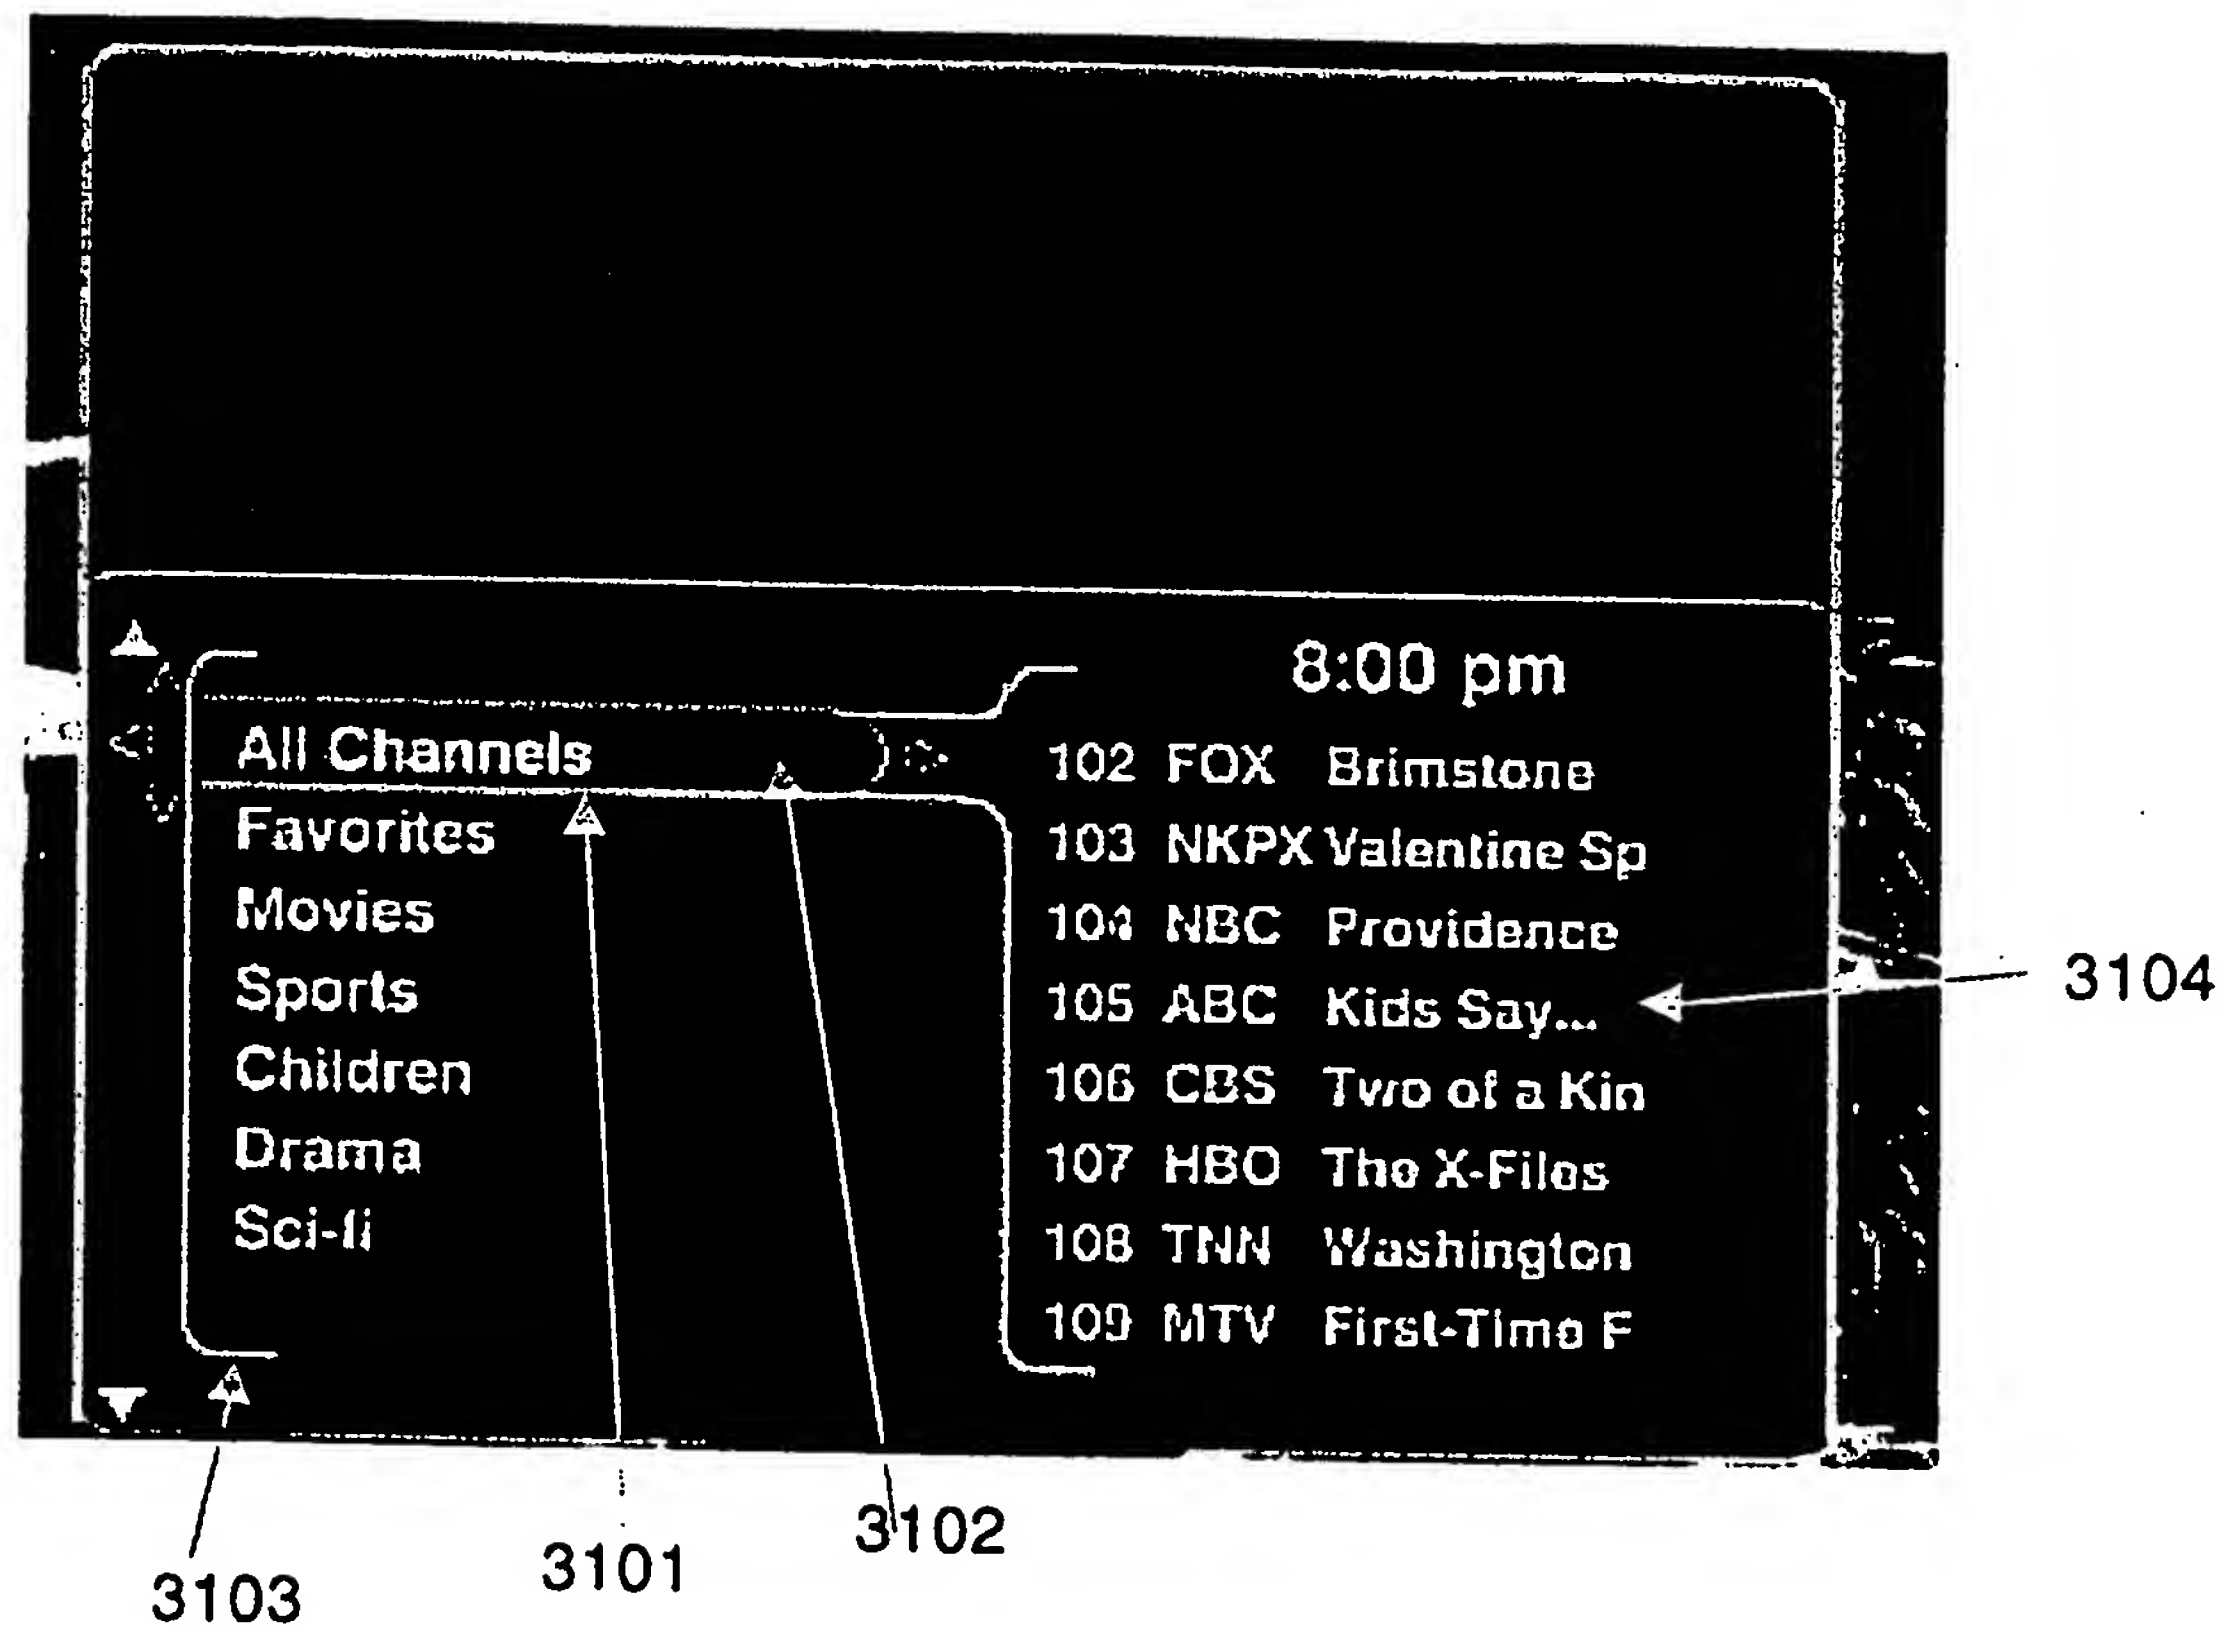 8:00 pm
All Channels
Favorites
Movies
Sports
Children
Drama
Sci-fi
102 FOX Brimstone
103 NKPX Valentine Sp
104 NBC Providence
105 ABC Kids Say...
106 CBS Two of a Kin
107 HBO The X-Files
108 TNN Washington
109 MTV First-Time F
3104
3103
3101
3102